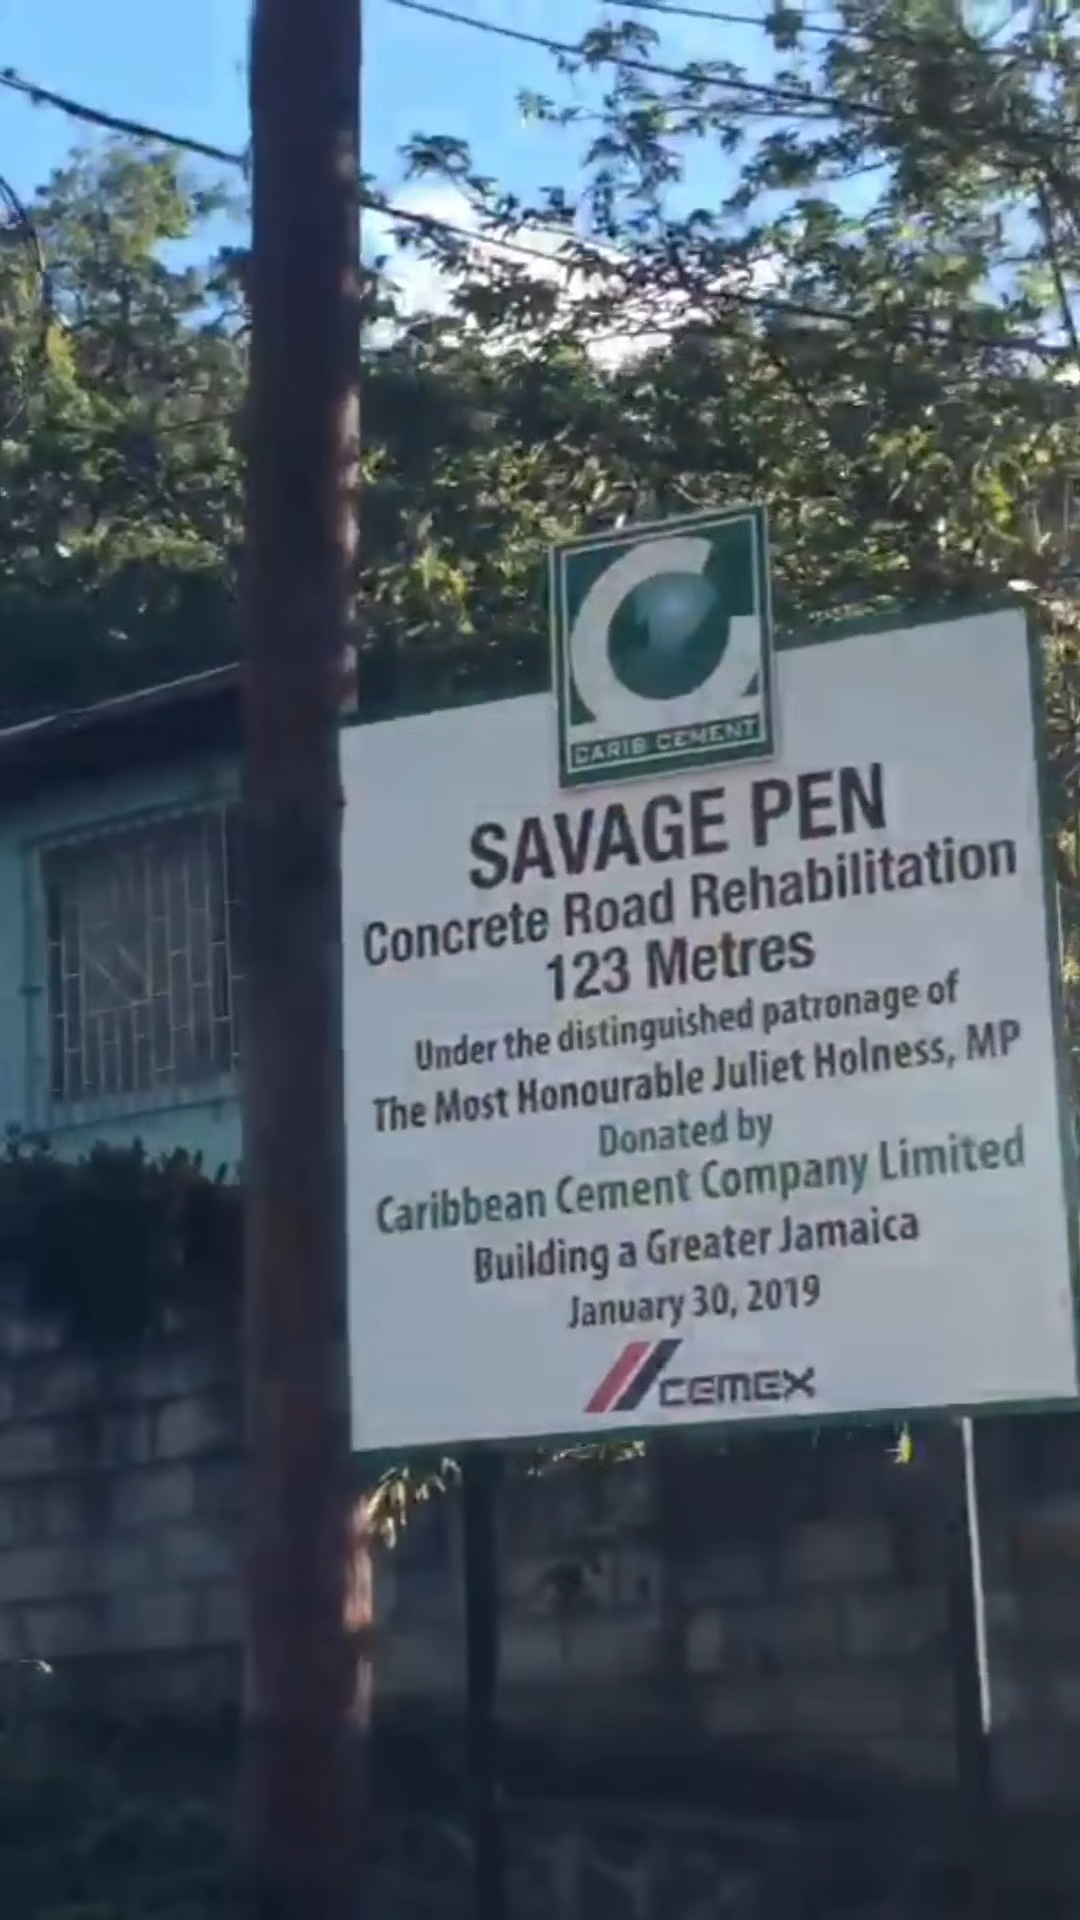 CARIB CEMENT
SAVAGE PEN
Concrete Road Rehabilitation
123 Metres
Under the distinguished patronage of
The Most Honourable Juliet Holness, MP
Donated by
Caribbean Cement Company Limited
Building a Greater Jamaica
January 30, 2019
CEMEX